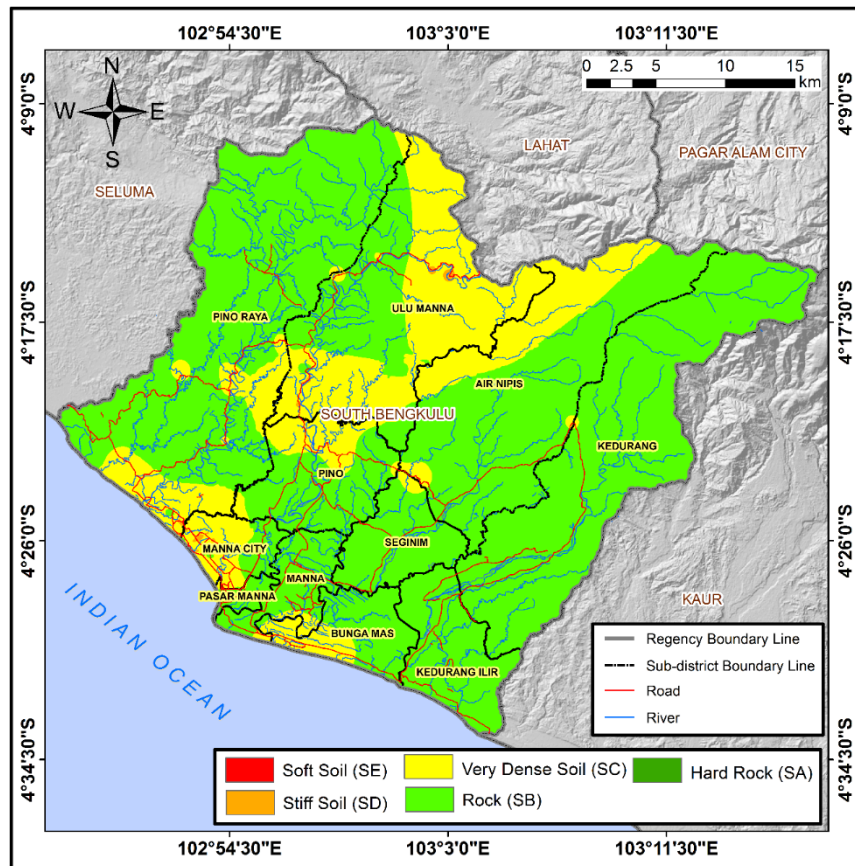 102°54'30"E 103°3'30"E 103°11'30"E
0 2.5 5 10 15
km
N
W E
S
4°9'0"S
4°9'0"S
LAHAT
PAGAR ALAM CITY
SELUMA
4°17'30"S
4°17'30"S
PINO RAYA
ULU MANNA
AIR NIPIS
SOUTH BENGKULU
KEDURANG
PINO
4°26'0"S
4°26'0"S
MANNA CITY
SEGINIM
MANNA
PASAR MANNA
KAUR
BUNGA MAS
KEDURANG ILIR
INDIAN OCEAN
Regency Boundary Line
Sub-district Boundary Line
Road
River
4°34'30"S
4°34'30"S
Soft Soil (SE) Very Dense Soil (SC) Hard Rock (SA)
Stiff Soil (SD) Rock (SB)
102°54'30"E 103°3'30"E 103°11'30"E